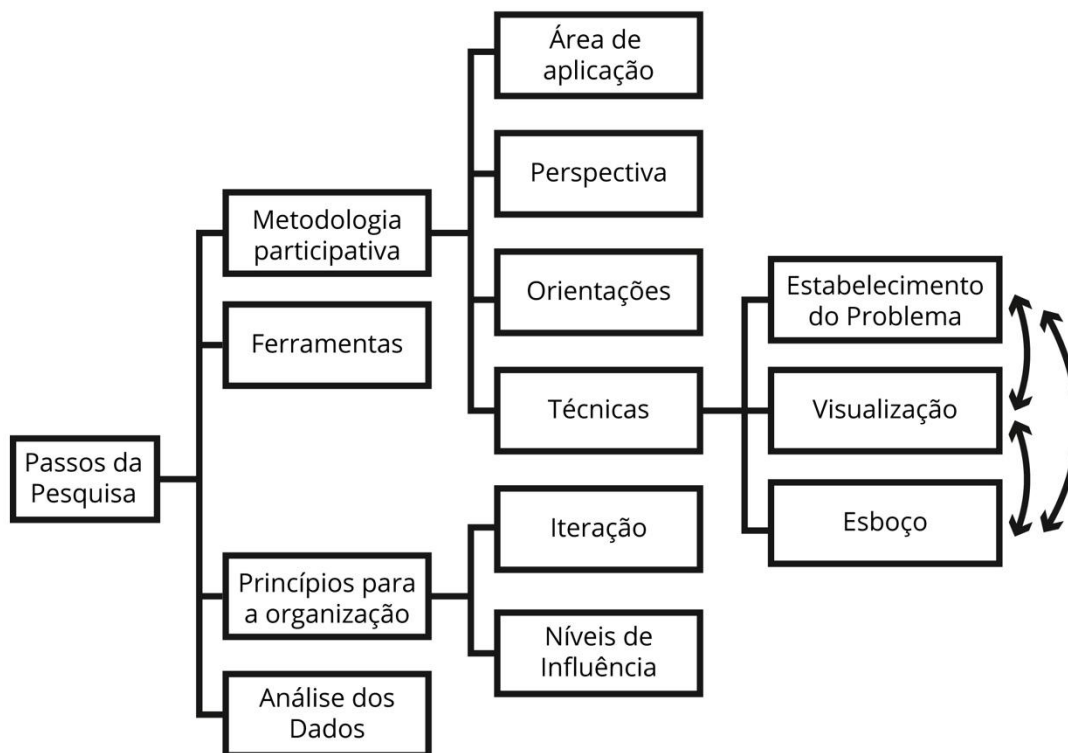 Passos da
Pesquisa
Metodologia
participativa
Ferramentas
Princípios para
a organização
Análise dos
Dados
Área de
aplicação
Perspectiva
Orientações
Técnicas
Iteração
Níveis de
Influência
Estabelecimento
do Problema
Visualização
Esboço